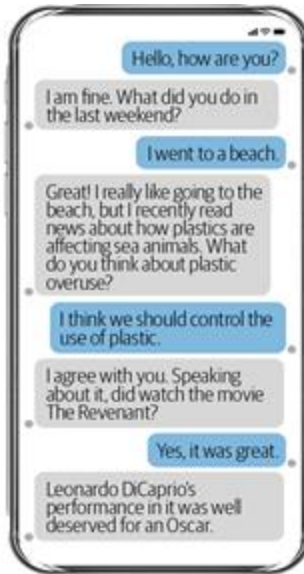 Hello, how are you?
I am fine. What did you do in
the last weekend?
I went to a beach.
Great! I really like going to the
beach, but I recently read
news about how plastics are
affecting sea animals. What
do you think about plastic
overuse?
I think we should control the
use of plastic.
I agree with you. Speaking
about it, did watch the movie
The Revenant?
Yes, it was great.
Leonardo DiCaprio's
performance in it was well
deserved for an Oscar.